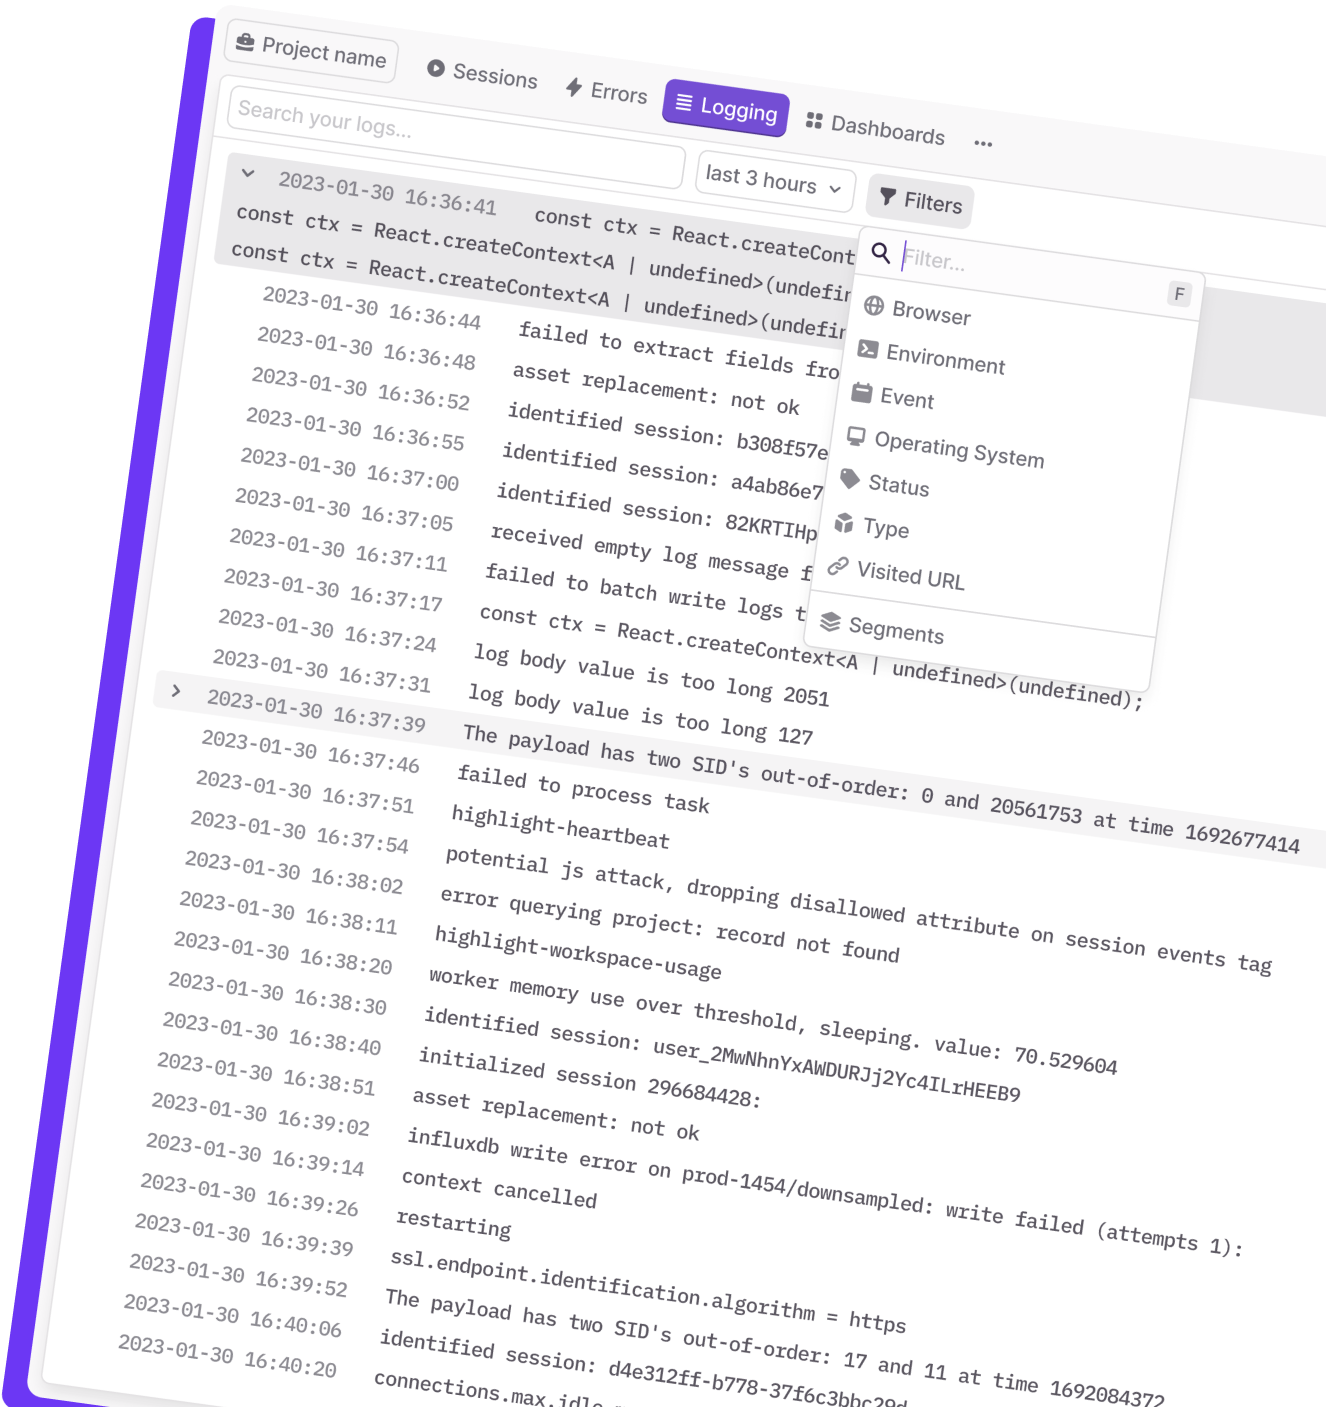 Project name
Sessions
Errors
Logging
Dashboards
Search your logs...
last 3 hours
Filters
Filter...
F
Browser
Environment
Event
Operating System
Status
Type
Visited URL
Segments
2023-01-30 16:36:41 const ctx = React.createCont
const ctx = React.createContext<A | undefined>(undefin
const ctx = React.createContext<A | undefined>(undefin
2023-01-30 16:36:44 failed to extract fields fro
2023-01-30 16:36:48 asset replacement: not ok
2023-01-30 16:36:52 identified session: b308f57e
2023-01-30 16:36:55 identified session: a4ab86e7
2023-01-30 16:37:00 identified session: 82KRTIHp
2023-01-30 16:37:05 received empty log message f
2023-01-30 16:37:11 failed to batch write logs t
2023-01-30 16:37:17 const ctx = React.createContext<A | undefined>(undefined);
2023-01-30 16:37:24 log body value is too long 2051
2023-01-30 16:37:31 log body value is too long 127
2023-01-30 16:37:39 The payload has two SID's out-of-order: 0 and 20561753 at time 1692677414
2023-01-30 16:37:46 failed to process task
2023-01-30 16:37:51 highlight-heartbeat
2023-01-30 16:37:54 potential js attack, dropping disallowed attribute on session events tag
2023-01-30 16:38:02 error querying project: record not found
2023-01-30 16:38:11 highlight-workspace-usage
2023-01-30 16:38:20 worker memory use over threshold, sleeping. value: 70.529604
2023-01-30 16:38:30 identified session: user_2MwNhnYxAWDURJj2Yc4ILrHEEB9
2023-01-30 16:38:40 initialized session 296684428:
2023-01-30 16:38:51 asset replacement: not ok
2023-01-30 16:39:02 influxdb write error on prod-1454/downsampled: write failed (attempts 1):
2023-01-30 16:39:14 context cancelled
2023-01-30 16:39:26 restarting
2023-01-30 16:39:39 ssl.endpoint.identification.algorithm = https
2023-01-30 16:39:52 The payload has two SID's out-of-order: 17 and 11 at time 1692084372
2023-01-30 16:40:06 identified session: d4e312ff-b778-37f6c3bbc29d
2023-01-30 16:40:20 connections.max.idle